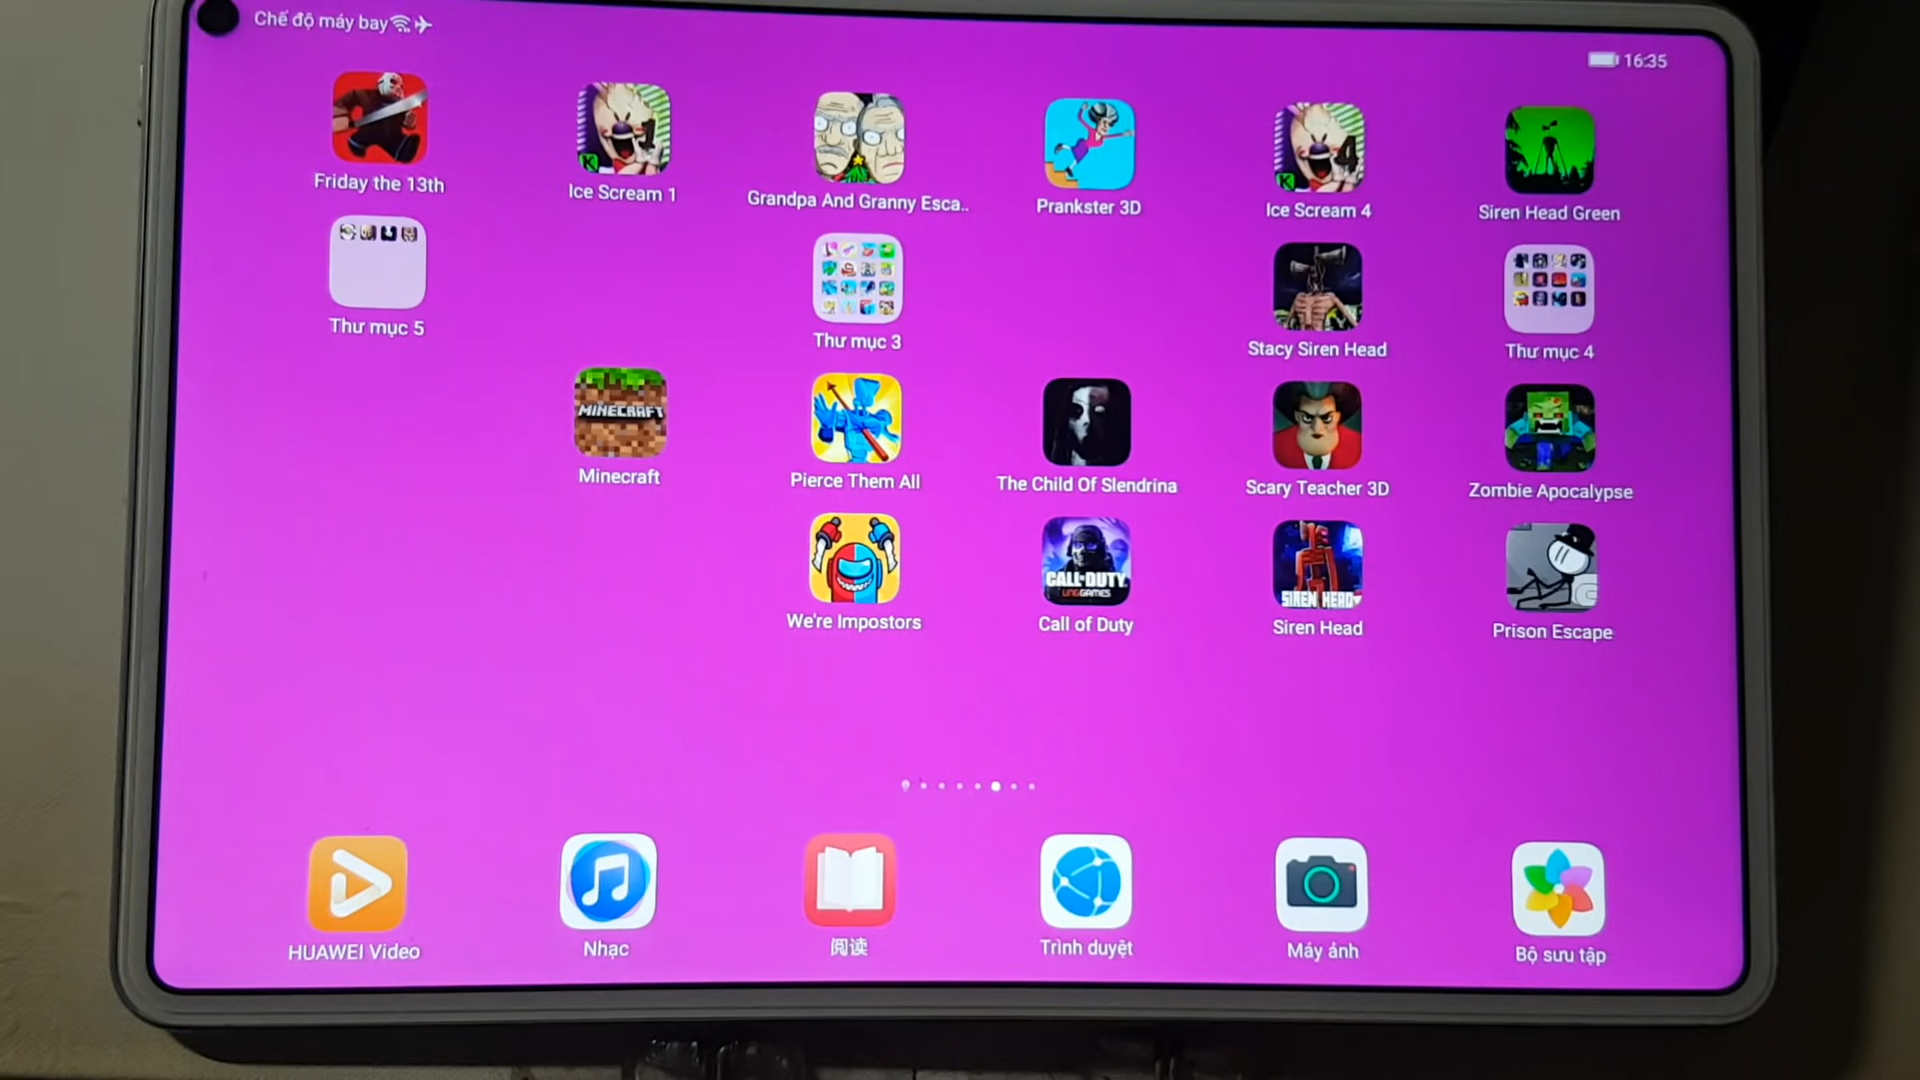 Chế độ máy bay
16:35
Friday the 13th
Ice Scream 1
Grandpa And Granny Esca..
Prankster 3D
Ice Scream 4
Siren Head Green
Thư mục 5
Thư mục 3
Stacy Siren Head
Thư mục 4
MINECRAFT
Minecraft
Pierce Them All
The Child Of Slendrina
Scary Teacher 3D
Zombie Apocalypse
CALL OF DUTY
SIREN HEAD
We're Impostors
Call of Duty
Siren Head
Prison Escape
HUAWEI Video
Nhạc
阅读
Trình duyệt
Máy ảnh
Bộ sưu tập